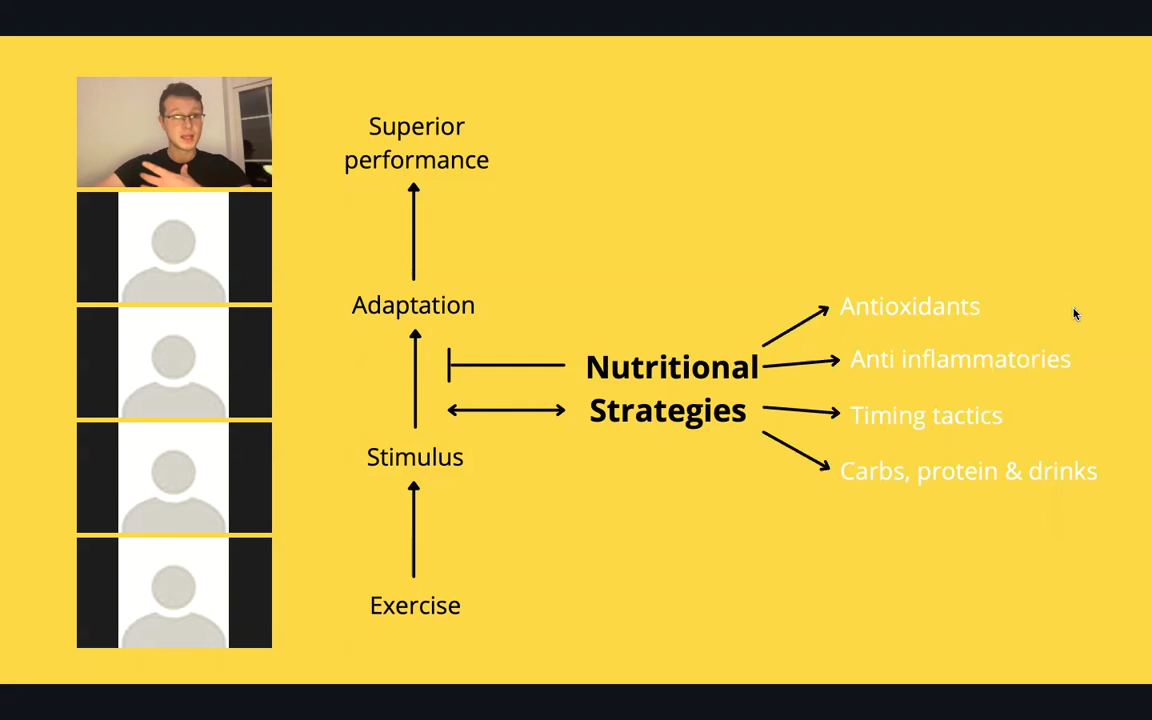 Superior
performance
Adaptation
Stimulus
Exercise
Nutritional
Strategies
Antioxidants
Anti inflammatories
Timing tactics
Carbs, protein & drinks